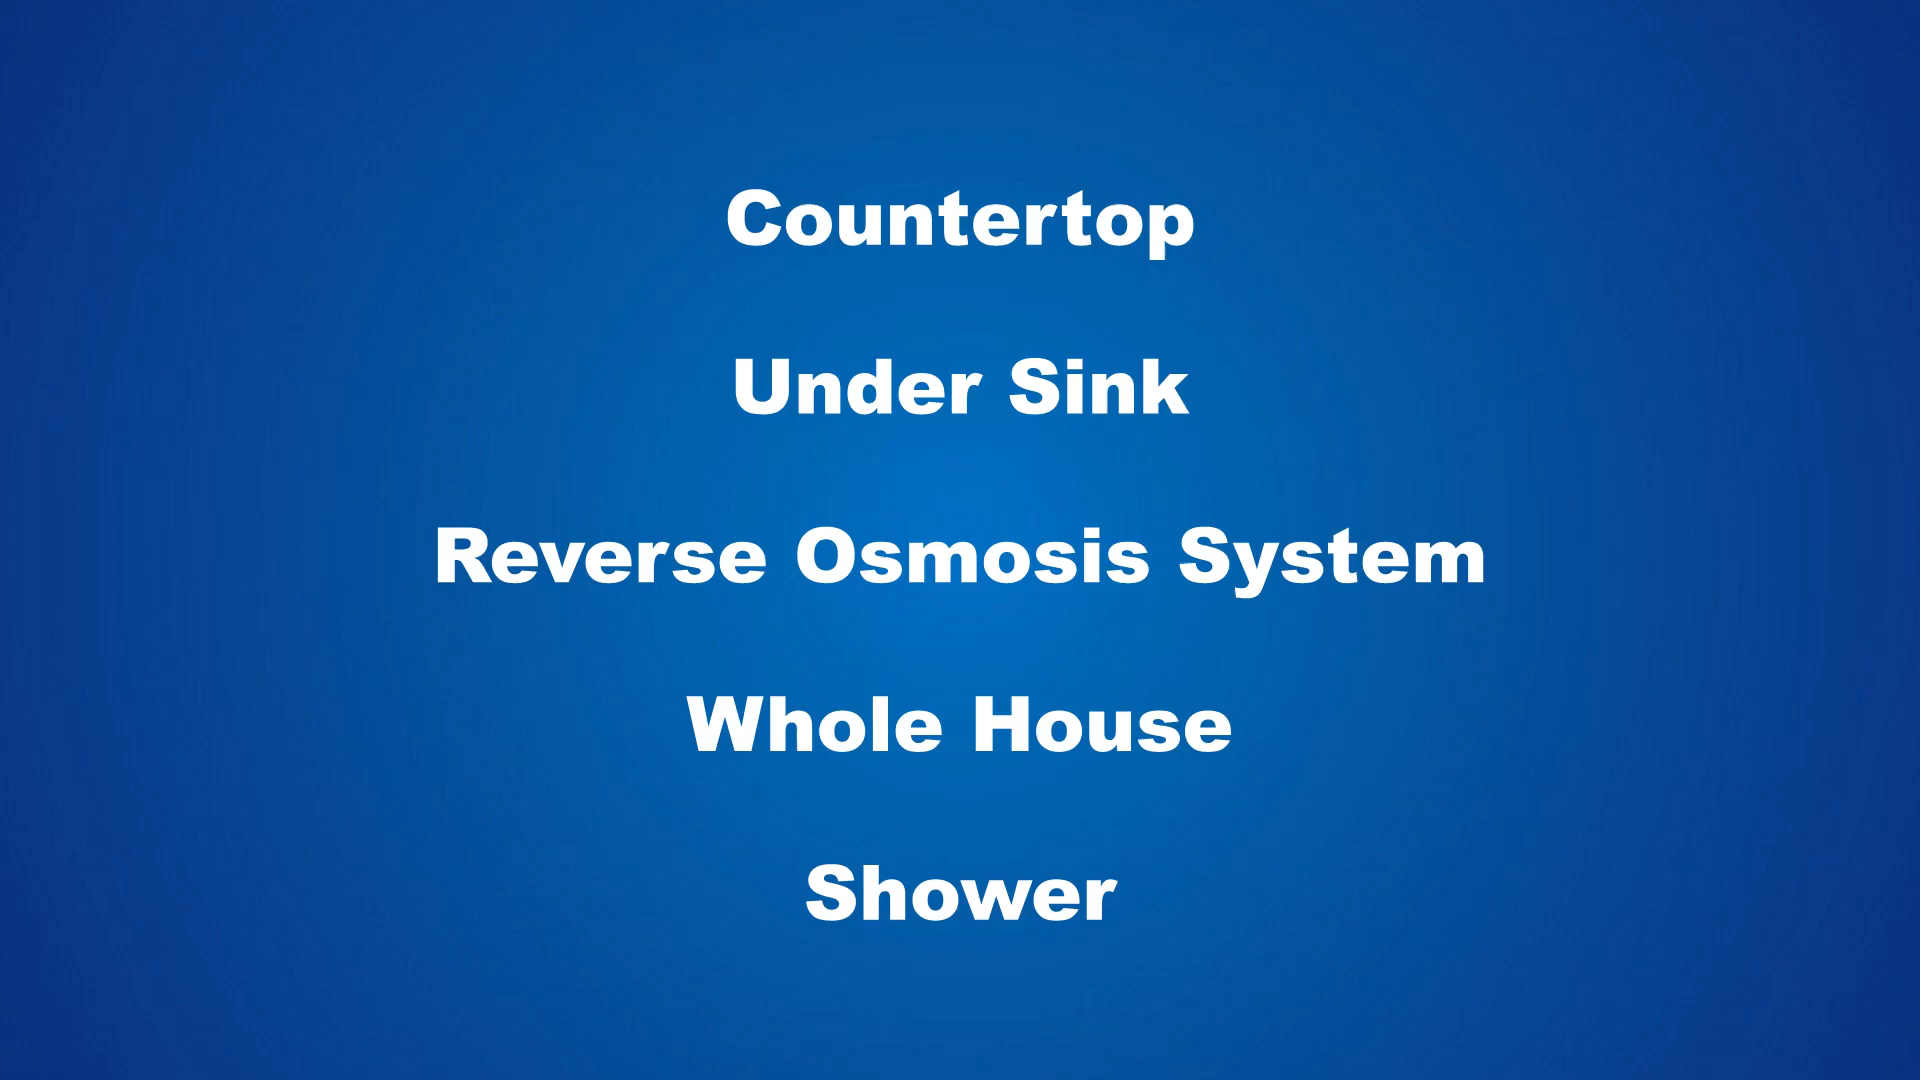 Countertop
Under Sink
Reverse Osmosis System
Whole House
Shower